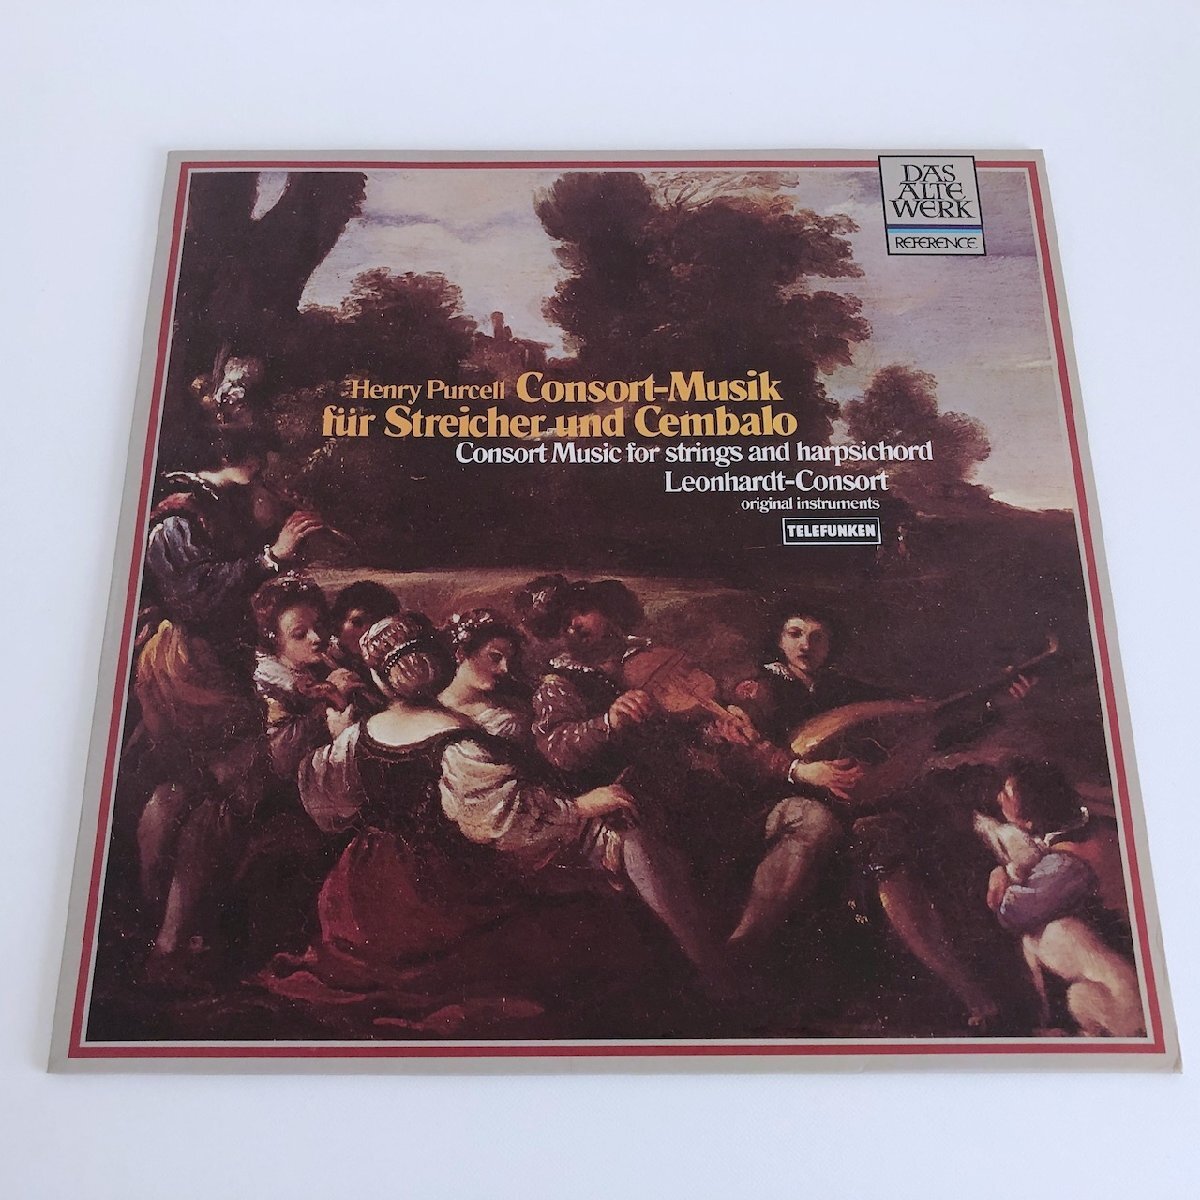 DAS
ALTE
WERK
REFERENCE
Henry Purcell Consort-Musik
für Streicher und Cembalo
Consort Music for strings and harpsichord
Leonhardt-Consort
original instruments
TELEFUNKEN